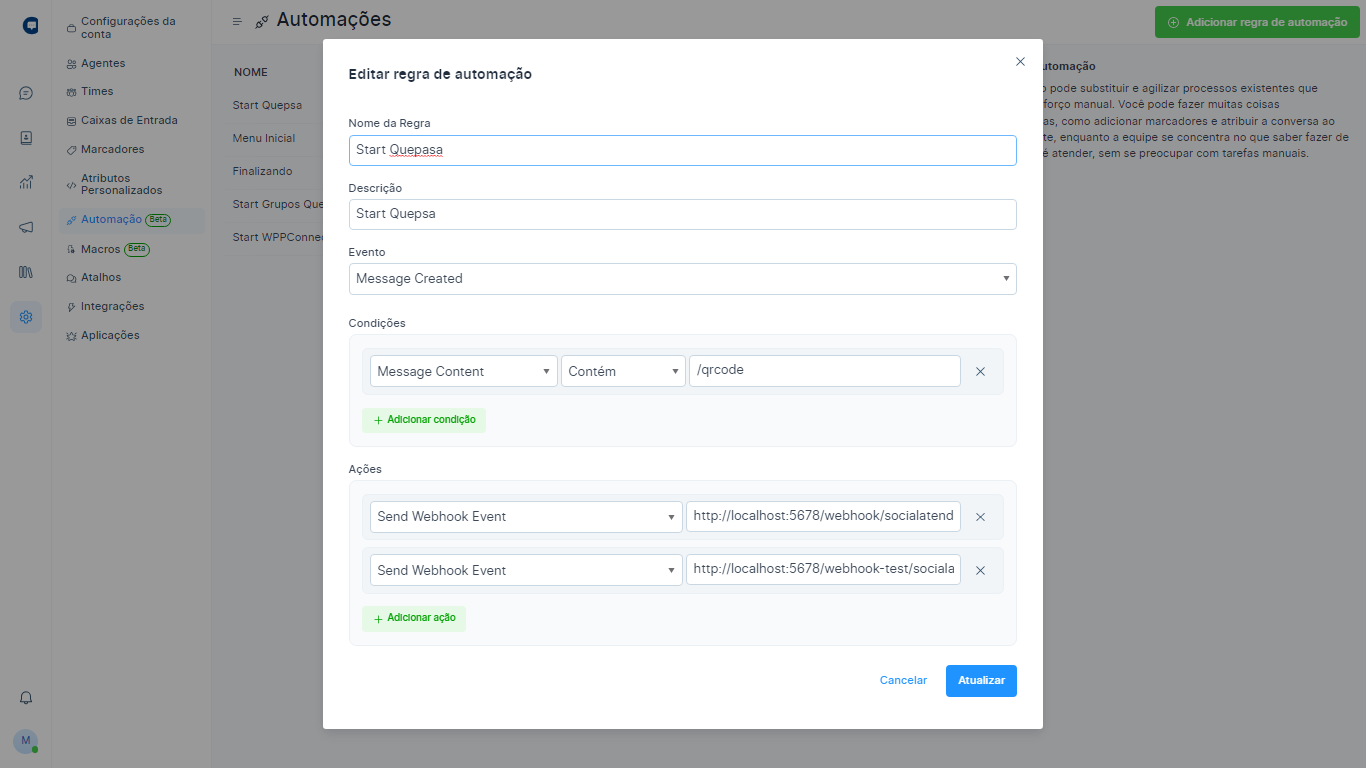 Configurações da
conta
Agentes
Times
Caixas de Entrada
Marcadores
Atributos
Personalizados
Automação Beta
Macros Beta
Atalhos
Integrações
Aplicações
M
Automações
Adicionar regra de automação
NOME
Start Quepsa
Menu Inicial
Finalizando
Start Grupos Que
Start WPPConne
utomação
o pode substituir e agilizar processos existentes que
forço manual. Você pode fazer muitas coisas
as, como adicionar marcadores e atribuir a conversa ao
te, enquanto a equipe se concentra no que saber fazer de
é atender, sem se preocupar com tarefas manuais.
Editar regra de automação
Nome da Regra
Start Quepasa
Descrição
Start Quepsa
Evento
Message Created
Condições
Message Content Contém /qrcode
Adicionar condição
Ações
Send Webhook Event http://localhost:5678/webhook/socialatend
Send Webhook Event http://localhost:5678/webhook-test/sociala
Adicionar ação
Cancelar Atualizar